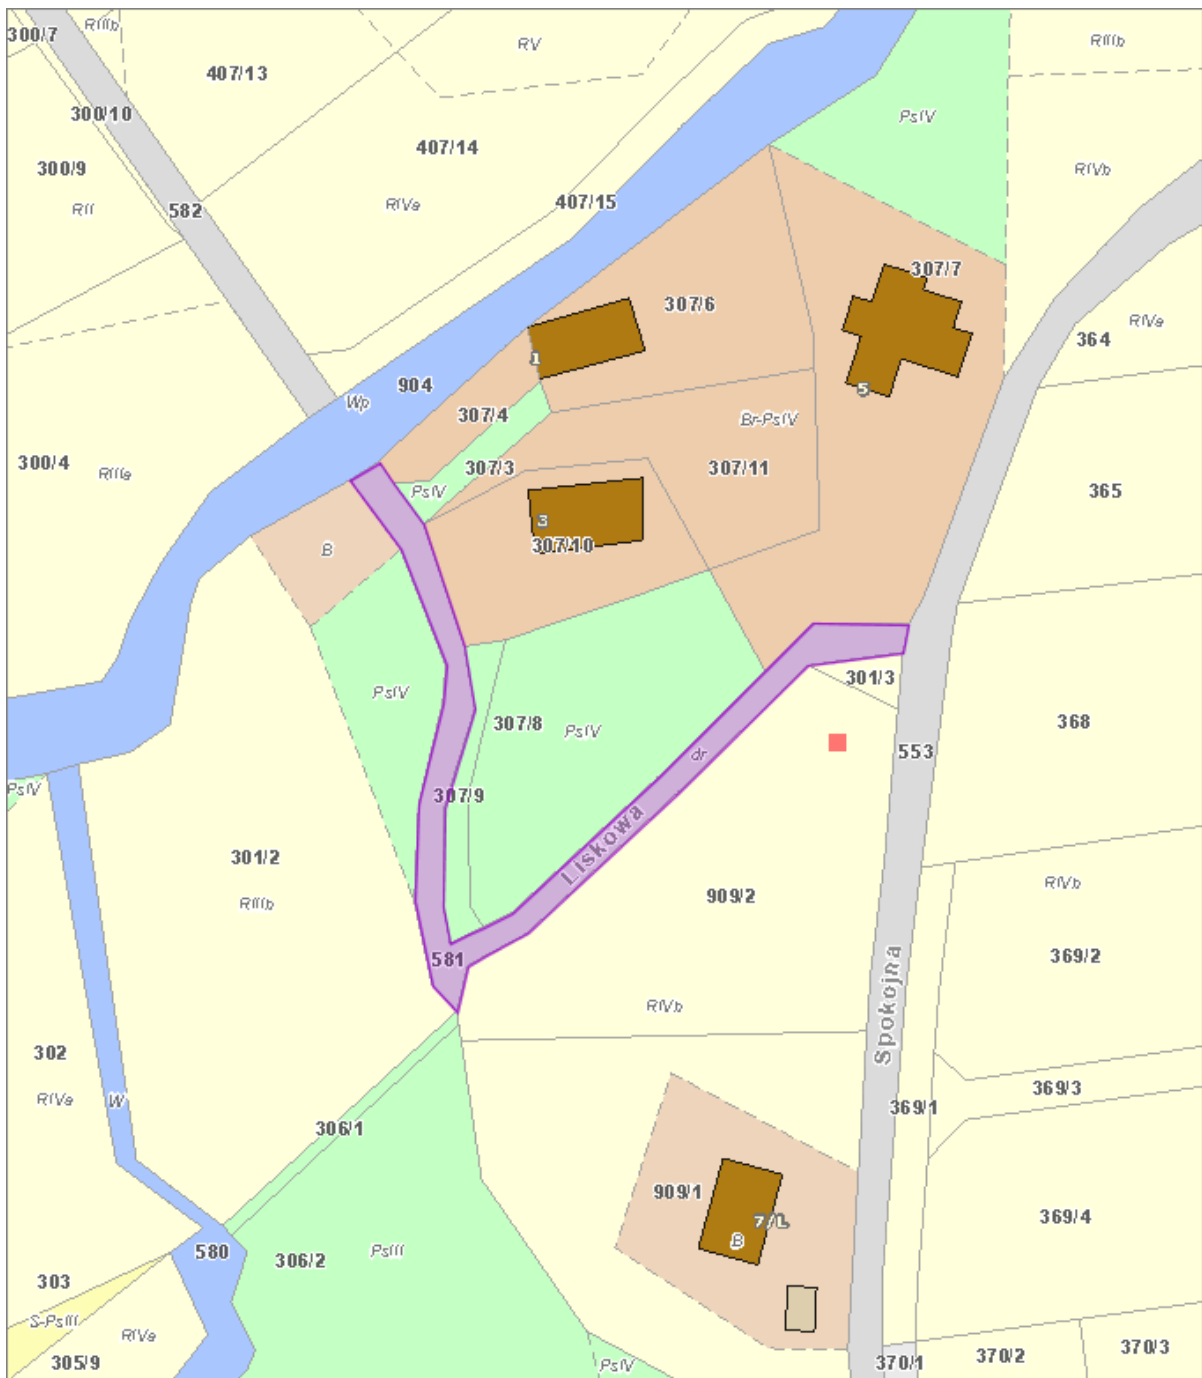 300/7
RIIIb
RV
RIIIb
407/13
300/10
PsIV
407/14
300/9
RIVb
RII
582
RIVa
407/15
307/7
307/6
RIVa
364
1
904
Wp
5
307/4
Br-PsIV
300/4
RIIIa
307/3
307/11
PsIV
365
3
307/10
B
PsIV
301/3
307/8
PsIV
368
553
dr
PsIV
307/9
Liskowa
301/2
RIIIb
909/2
RIVb
581
369/2
RIVb
Spokojna
302
RIVa
W
369/3
369/1
306/1
909/1
7/L
B
369/4
580
306/2
PsIII
303
S-PsIII
RIVa
305/9
PsIV
370/1
370/2
370/3